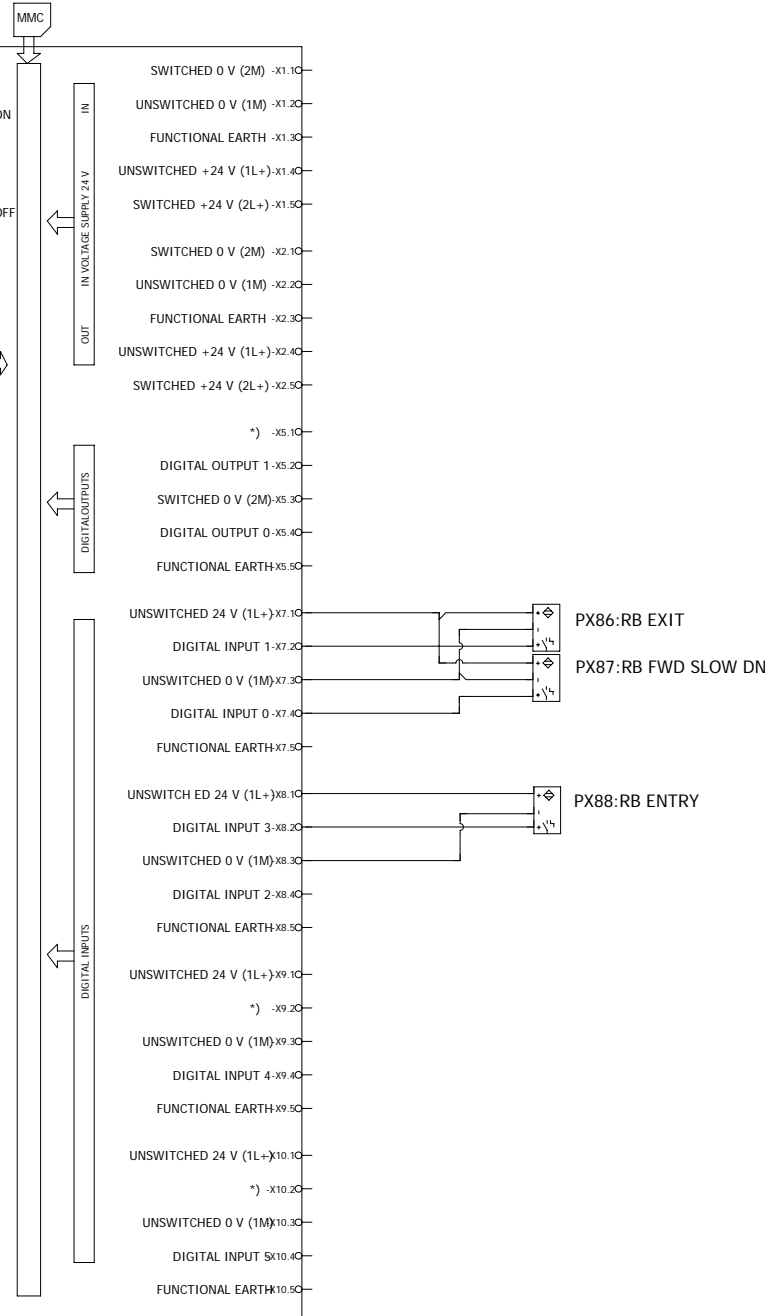 MMC
SWITCHED 0 V (2M) -X1.1
UNSWITCHED 0 V (1M) -X1.2
FUNCTIONAL EARTH -X1.3
UNSWITCHED +24 V (1L+)-X1.4
SWITCHED +24 V (2L+) -X1.5
SWITCHED 0 V (2M) -X2.1
UNSWITCHED 0 V (1M) -X2.2
FUNCTIONAL EARTH -X2.3
UNSWITCHED +24 V (1L+)-X2.4
SWITCHED +24 V (2L+) -X2.5
ON
OFF
IN
IN VOLTAGE SUPPLY 24 V
OUT
*) -X5.1
DIGITAL OUTPUT 1-X5.2
SWITCHED 0 V (2M)-X5.3
DIGITAL OUTPUT 0-X5.4
FUNCTIONAL EARTH-X5.5
DIGITALOUTPUTS
UNSWITCHED 24 V (1L+)-X7.1
DIGITAL INPUT 1-X7.2
UNSWITCHED 0 V (1M)-X7.3
DIGITAL INPUT 0-X7.4
FUNCTIONAL EARTH-X7.5
+
-
+
PX86:RB EXIT
+
-
+
PX87:RB FWD SLOW DN
UNSWITCH ED 24 V (1L+)-X8.1
DIGITAL INPUT 3-X8.2
UNSWITCHED 0 V (1M)-X8.3
DIGITAL INPUT 2-X8.4
FUNCTIONAL EARTH-X8.5
+
-
+
PX88:RB ENTRY
DIGITAL INPUTS
UNSWITCHED 24 V (1L+)-X9.1
*) -X9.2
UNSWITCHED 0 V (1M)-X9.3
DIGITAL INPUT 4-X9.4
FUNCTIONAL EARTH-X9.5
UNSWITCHED 24 V (1L+)-X10.1
*) -X10.2
UNSWITCHED 0 V (1M)-X10.3
DIGITAL INPUT 5-X10.4
FUNCTIONAL EARTH-X10.5